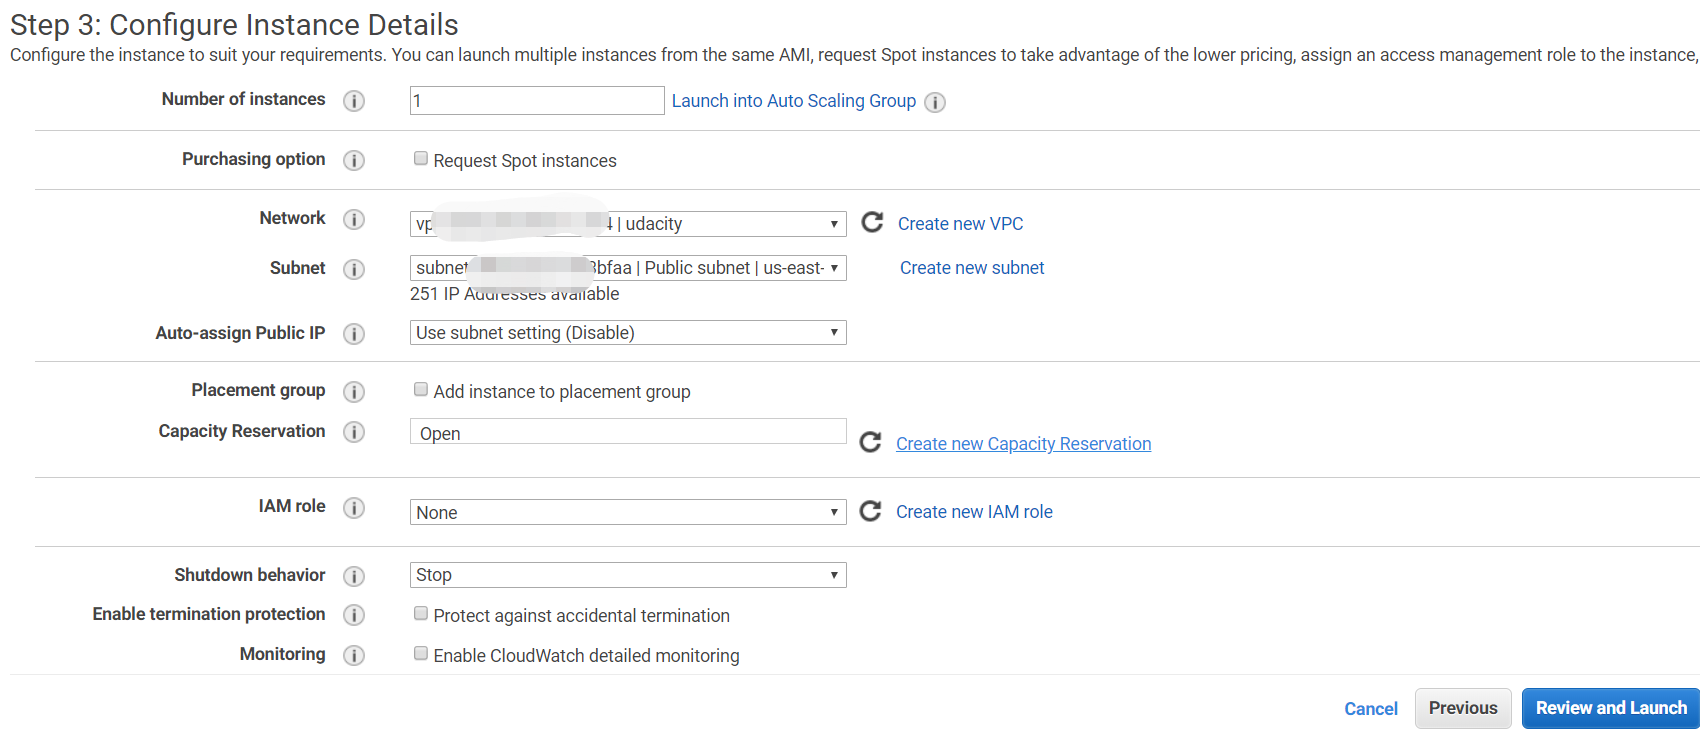 Step 3: Configure Instance Details
Configure the instance to suit your requirements. You can launch multiple instances from the same AMI, request Spot instances to take advantage of the lower pricing, assign an access management role to the instance,
Number of instances i 1 Launch into Auto Scaling Group i
Purchasing option i Request Spot instances
Network i | udacity Create new VPC
Subnet i subnet bfaa | Public subnet | us-east- Create new subnet
251 IP Addresses available
Auto-assign Public IP i Use subnet setting (Disable)
Placement group i Add instance to placement group
Capacity Reservation i Open Create new Capacity Reservation
IAM role i None Create new IAM role
Shutdown behavior i Stop
Enable termination protection i Protect against accidental termination
Monitoring i Enable CloudWatch detailed monitoring
Cancel Previous Review and Launch